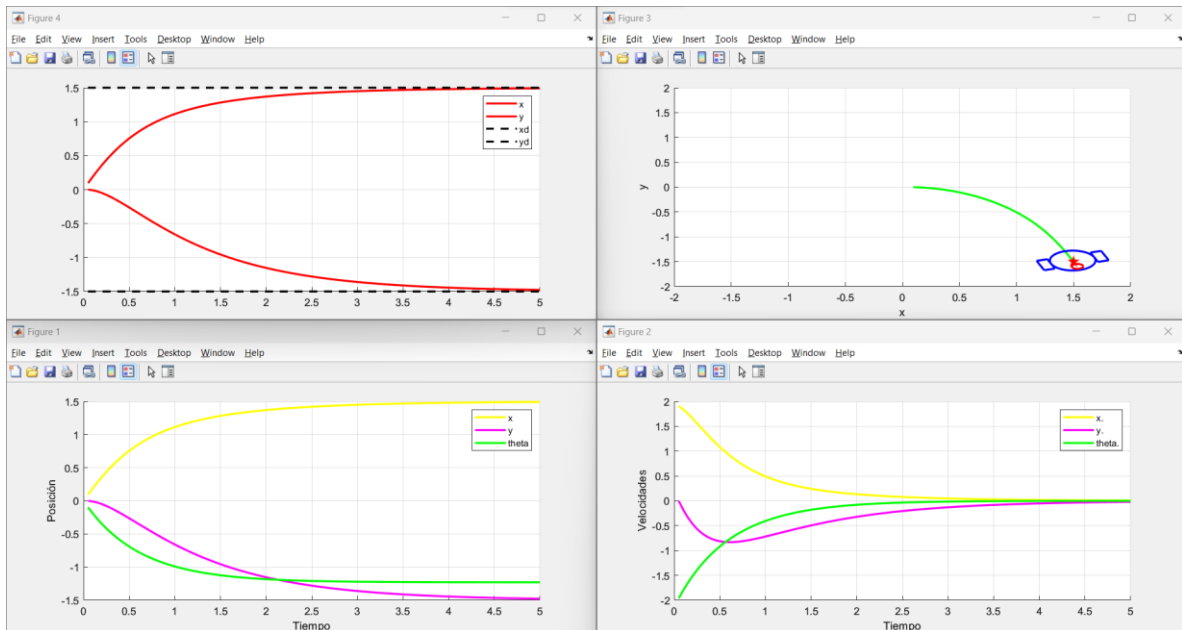 Figure 4
File Edit View Insert Tools Desktop Window Help
1.5
1
0.5
0
-0.5
-1
-1.5
0 0.5 1 1.5 2 2.5 3 3.5 4 4.5 5
x
y
xd
yd
Figure 3
File Edit View Insert Tools Desktop Window Help
2
1.5
1
0.5
0
-0.5
-1
-1.5
-2
-2 -1.5 -1 -0.5 0 0.5 1 1.5 2
y
x
Figure 1
File Edit View Insert Tools Desktop Window Help
1.5
1
0.5
0
-0.5
-1
-1.5
0 0.5 1 1.5 2 2.5 3 3.5 4 4.5 5
Posición
Tiempo
x
y
theta
Figure 2
File Edit View Insert Tools Desktop Window Help
2
1.5
1
0.5
0
-0.5
-1
-1.5
-2
0 0.5 1 1.5 2 2.5 3 3.5 4 4.5 5
Velocidades
Tiempo
x.
y.
theta.